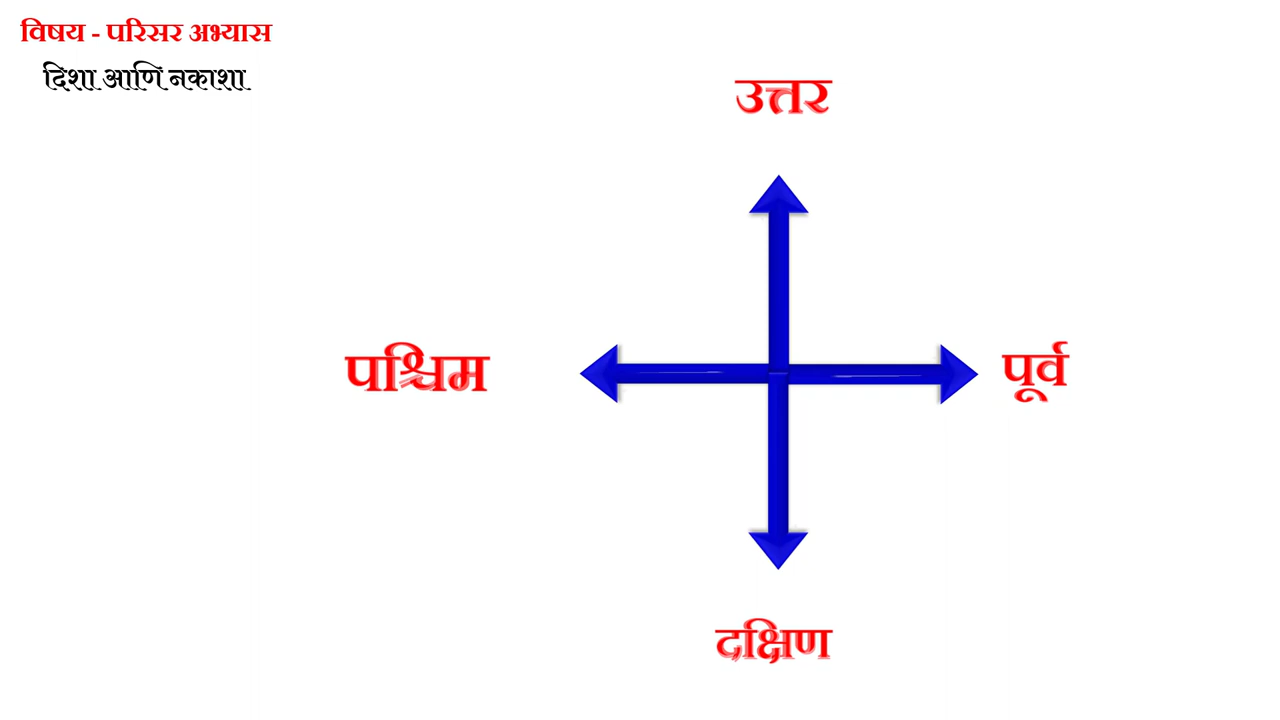 विषय - परिसर अभ्यास
दिशा आणि नकाशा
उत्तर
पश्चिम
पूर्व
दक्षिण